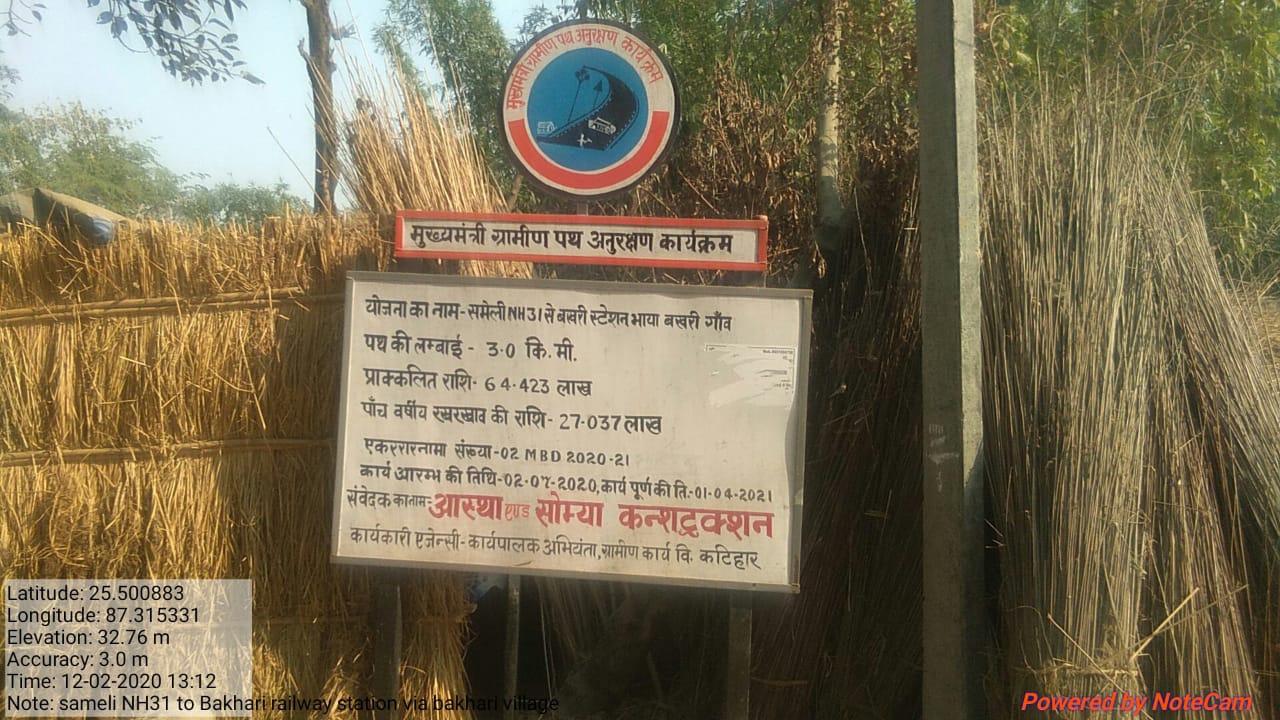 मुख्यमंत्री ग्रामीण पथ अनुरक्षण कार्यक्रम
मुख्यमंत्री ग्रामीण पथ अनुरक्षण कार्यक्रम
योजना का नाम- समेली NH31 से बखरी स्टेशन भाया बखरी गाँव
पथ की लम्बाई - 3.0 कि.मी.
प्राक्कलित राशि- 64.423 लाख
पाँच वर्षीय रखरखाव की राशि- 27.037 लाख
एकररारनामा संख्या-02 MBD 2020-21
कार्य आरम्भ की तिथि-02-07-2020, कार्य पूर्ण की ति.-01-04-2021
संवेदक का नाम:- आस्था एण्ड सोम्या कन्शट्रक्शन
कार्यकारी एजेन्सी- कार्यपालक अभियंता, ग्रामीण कार्य वि. कटिहार
Latitude: 25.500883
Longitude: 87.315331
Elevation: 32.76 m
Accuracy: 3.0 m
Time: 12-02-2020 13:12
Note: sameli NH31 to Bakhari railway station via bakhari village
Powered by NoteCam